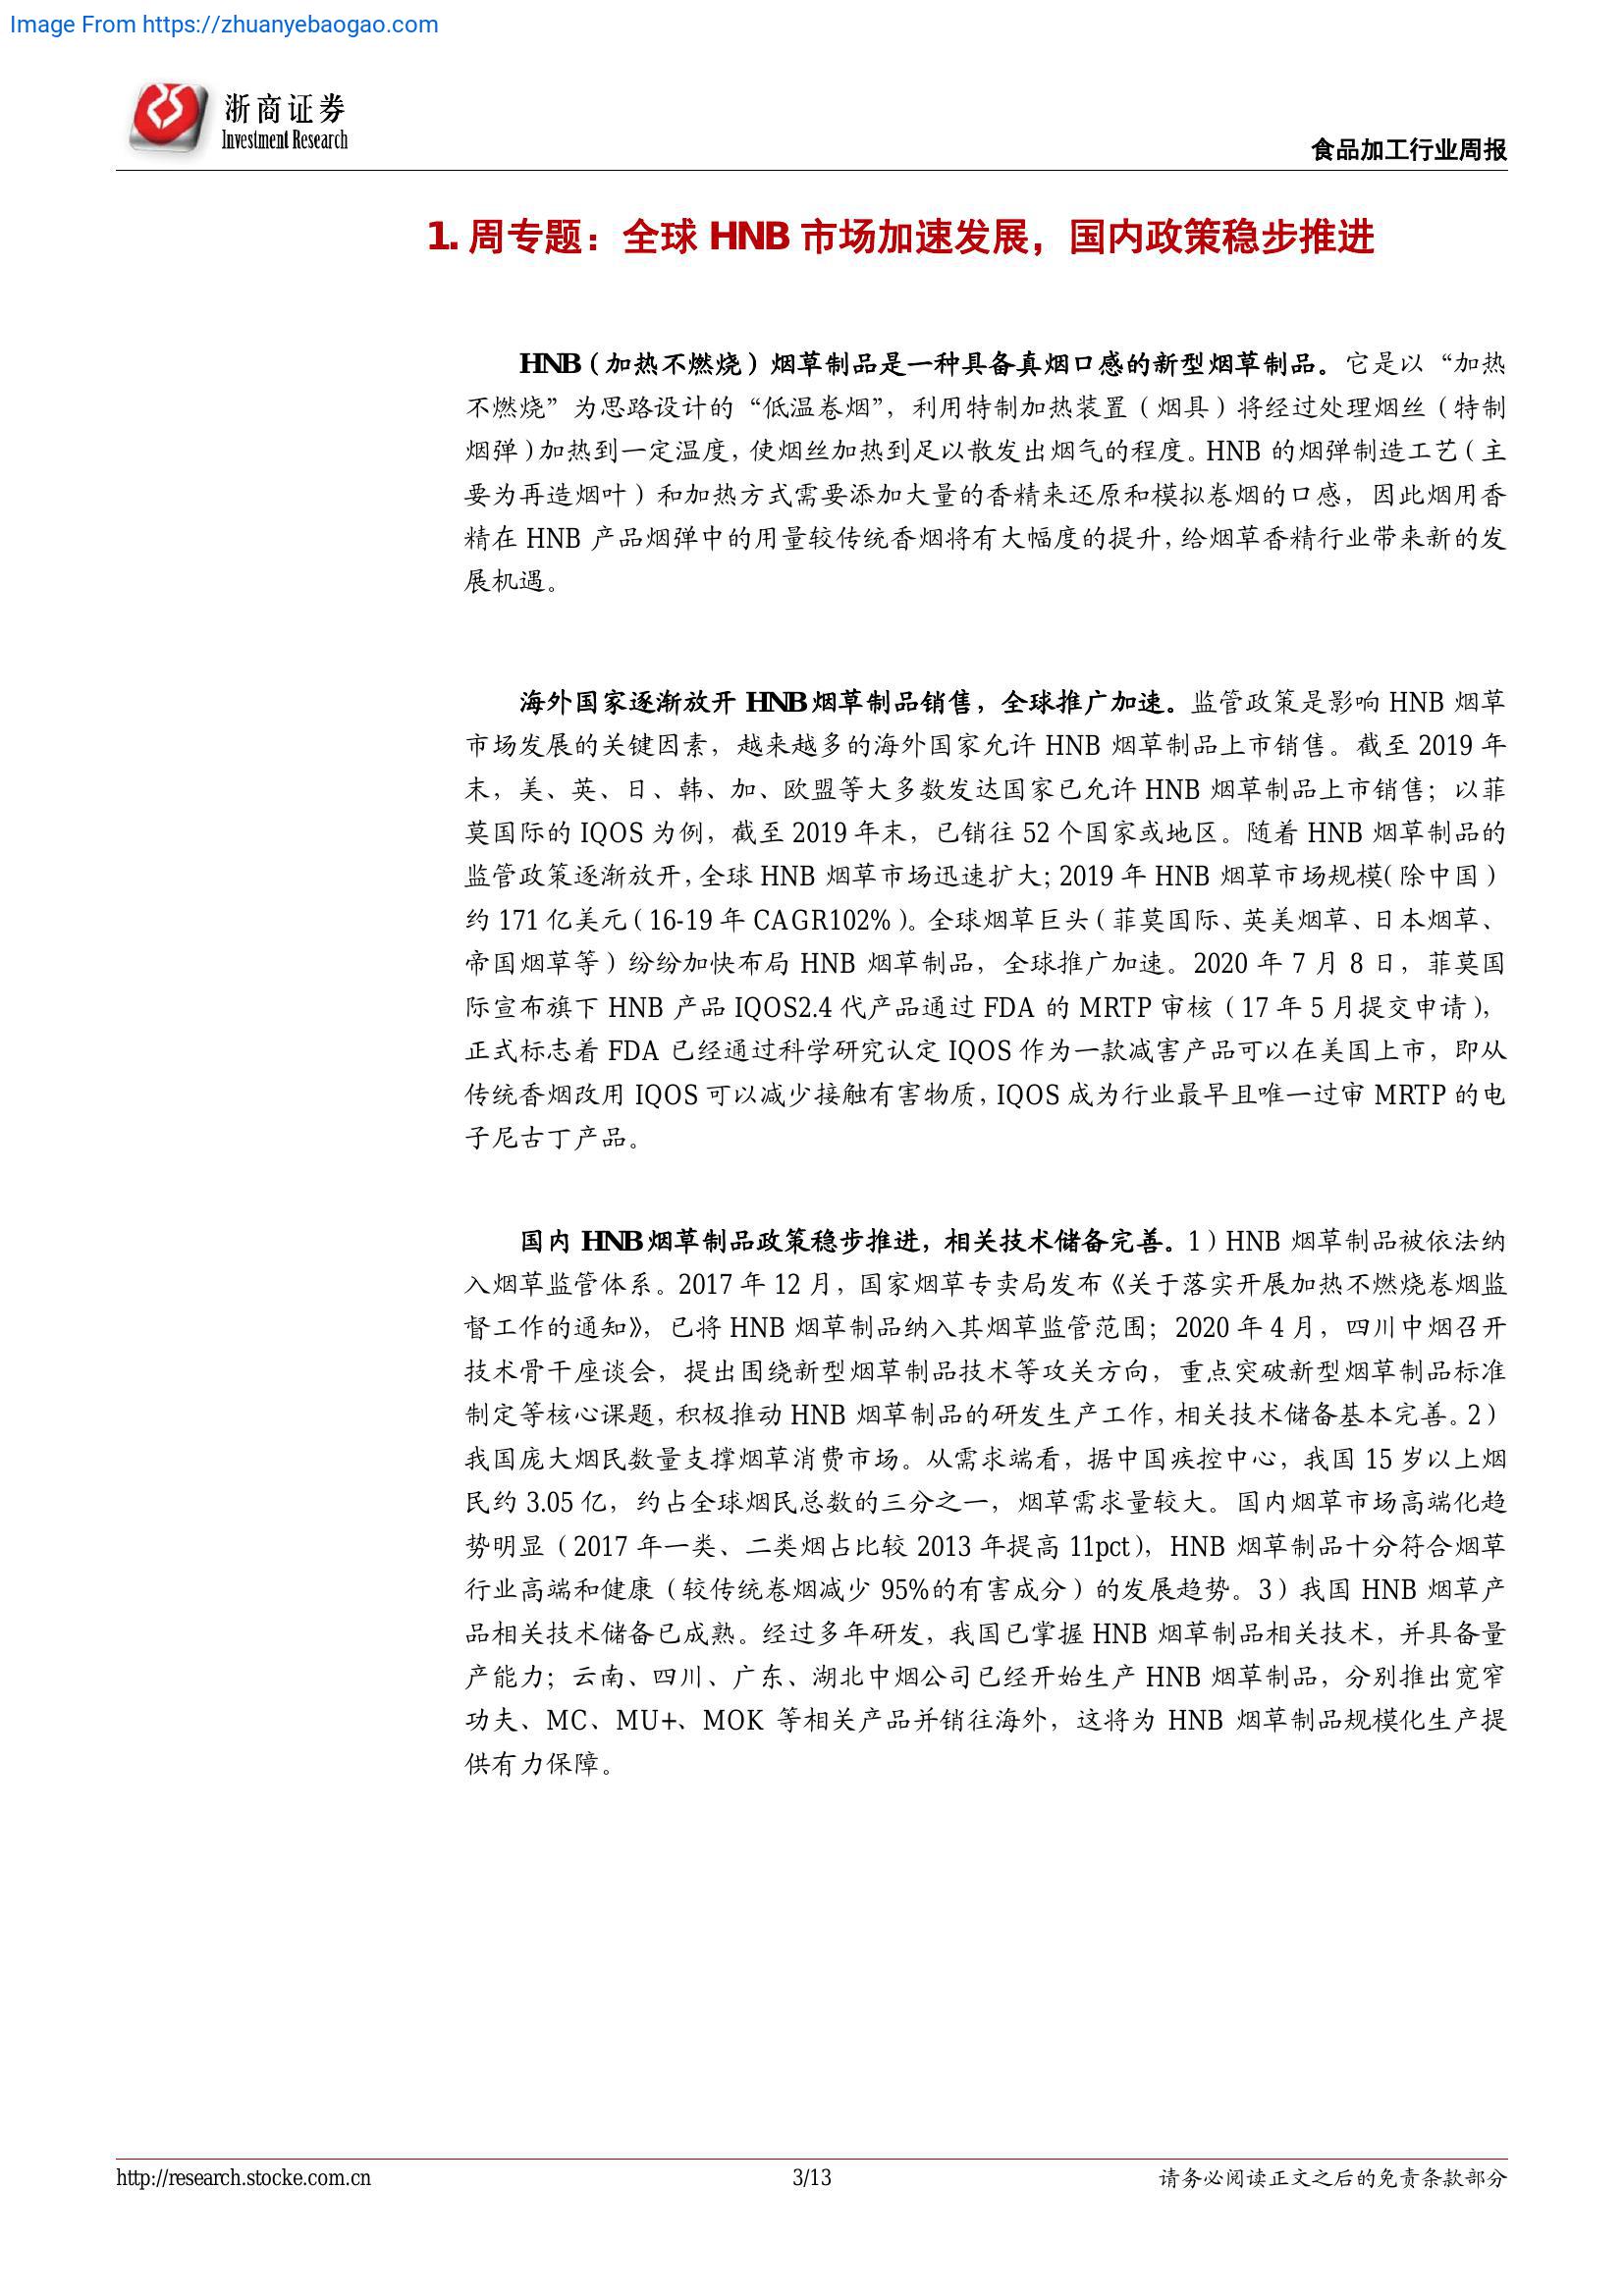 Image From https://zhuanyebaogao.com
浙商证券
Investment Research
食品加工行业周报
1. 周专题：全球 HNB 市场加速发展，国内政策稳步推进
HNB（加热不燃烧）烟草制品是一种具备真烟口感的新型烟草制品。它是以“加热
不燃烧”为思路设计的“低温卷烟”，利用特制加热装置（烟具）将经过处理烟丝（特制
烟弹）加热到一定温度，使烟丝加热到足以散发出烟气的程度。HNB 的烟弹制造工艺（主
要为再造烟叶）和加热方式需要添加大量的香精来还原和模拟卷烟的口感，因此烟用香
精在 HNB 产品烟弹中的用量较传统香烟将有大幅度的提升，给烟草香精行业带来新的发
展机遇。
海外国家逐渐放开 HNB 烟草制品销售，全球推广加速。监管政策是影响 HNB 烟草
市场发展的关键因素，越来越多的海外国家允许 HNB 烟草制品上市销售。截至 2019 年
末，美、英、日、韩、加、欧盟等大多数发达国家已允许 HNB 烟草制品上市销售；以菲
莫国际的 IQOS 为例，截至 2019 年末，已销往 52 个国家或地区。随着 HNB 烟草制品的
监管政策逐渐放开，全球 HNB 烟草市场迅速扩大；2019 年 HNB 烟草市场规模（除中国）
约 171 亿美元（16-19 年 CAGR102%）。全球烟草巨头（菲莫国际、英美烟草、日本烟草、
帝国烟草等）纷纷加快布局 HNB 烟草制品，全球推广加速。2020 年 7 月 8 日，菲莫国
际宣布旗下 HNB 产品 IQOS2.4 代产品通过 FDA 的 MRTP 审核（17 年 5 月提交申请），
正式标志着 FDA 已经通过科学研究认定 IQOS 作为一款减害产品可以在美国上市，即从
传统香烟改用 IQOS 可以减少接触有害物质，IQOS 成为行业最早且唯一过审 MRTP 的电
子尼古丁产品。
国内 HNB 烟草制品政策稳步推进，相关技术储备完善。1）HNB 烟草制品被依法纳
入烟草监管体系。2017 年 12 月，国家烟草专卖局发布《关于落实开展加热不燃烧卷烟监
督工作的通知》，已将 HNB 烟草制品纳入其烟草监管范围；2020 年 4 月，四川中烟召开
技术骨干座谈会，提出围绕新型烟草制品技术等攻关方向，重点突破新型烟草制品标准
制定等核心课题，积极推动 HNB 烟草制品的研发生产工作，相关技术储备基本完善。2）
我国庞大烟民数量支撑烟草消费市场。从需求端看，据中国疾控中心，我国 15 岁以上烟
民约 3.05 亿，约占全球烟民总数的三分之一，烟草需求量较大。国内烟草市场高端化趋
势明显（2017 年一类、二类烟占比较 2013 年提高 11pct），HNB 烟草制品十分符合烟草
行业高端和健康（较传统卷烟减少 95%的有害成分）的发展趋势。3）我国 HNB 烟草产
品相关技术储备已成熟。经过多年研发，我国已掌握 HNB 烟草制品相关技术，并具备量
产能力；云南、四川、广东、湖北中烟公司已经开始生产 HNB 烟草制品，分别推出宽窄
功夫、MC、MU+、MOK 等相关产品并销往海外，这将为 HNB 烟草制品规模化生产提
供有力保障。
http://research.stocke.com.cn
3/13
请务必阅读正文之后的免责条款部分